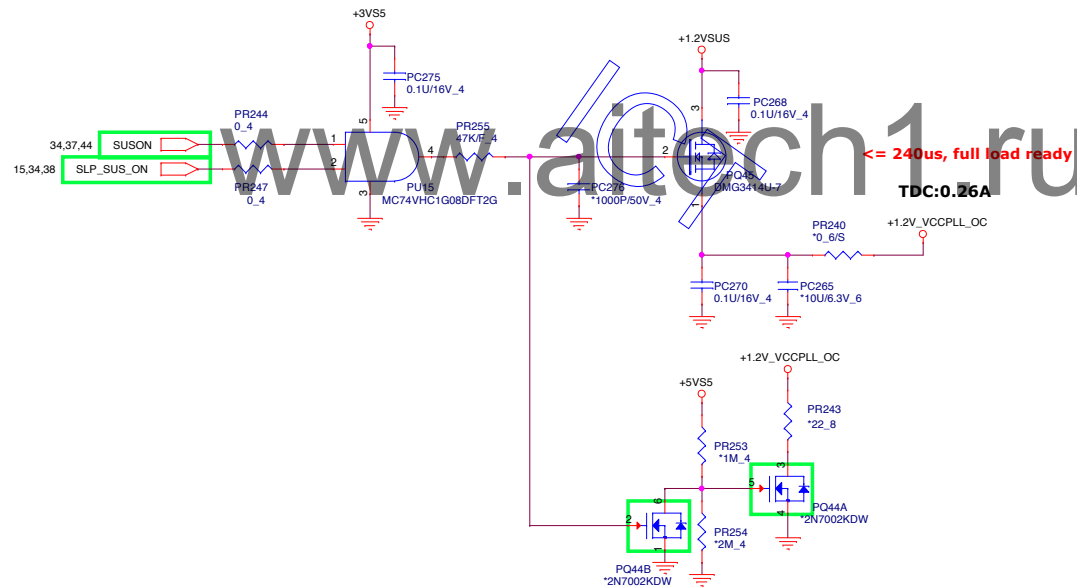 +3VS5
+1.2VSUS
PC275
0.1U/16V_4
PC268
0.1U/16V_4
PR244
0_4
PR255
47K/F_4
34,37,44
SUSON
15,34,38
SLP_SUS_ON
1
2
5
4
3
3
2
1
PR247
0_4
PU15
MC74VHC1G08DFT2G
PC276
*1000P/50V_4
PQ45
DMG3414U-7
www.aitech1.ru
<= 240us, full load ready
TDC:0.26A
PR240
*0_6/S
+1.2V_VCCPLL_OC
PC270
0.1U/16V_4
PC265
*10U/6.3V_6
+1.2V_VCCPLL_OC
+5VS5
PR243
*22_8
PR253
*1M_4
3
5
4
PQ44A
*2N7002KDW
6
2
1
PR254
*2M_4
PQ44B
*2N7002KDW